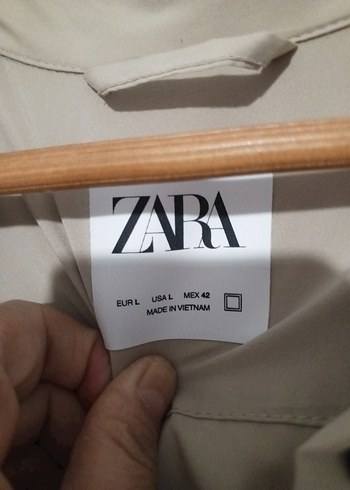 ZARA
EUR L USA L MEX 42
MADE IN VIETNAM